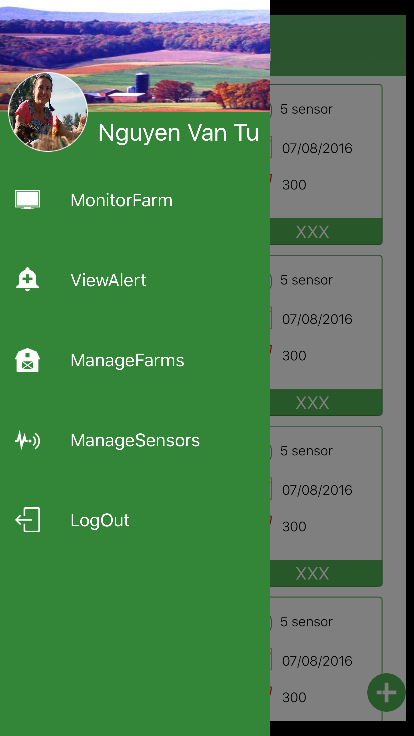 Nguyen Van Tu
MonitorFarm
ViewAlert
ManageFarms
ManageSensors
LogOut
5 sensor
07/08/2016
300
XXX
5 sensor
07/08/2016
300
XXX
5 sensor
07/08/2016
300
XXX
5 sensor
07/08/2016
300